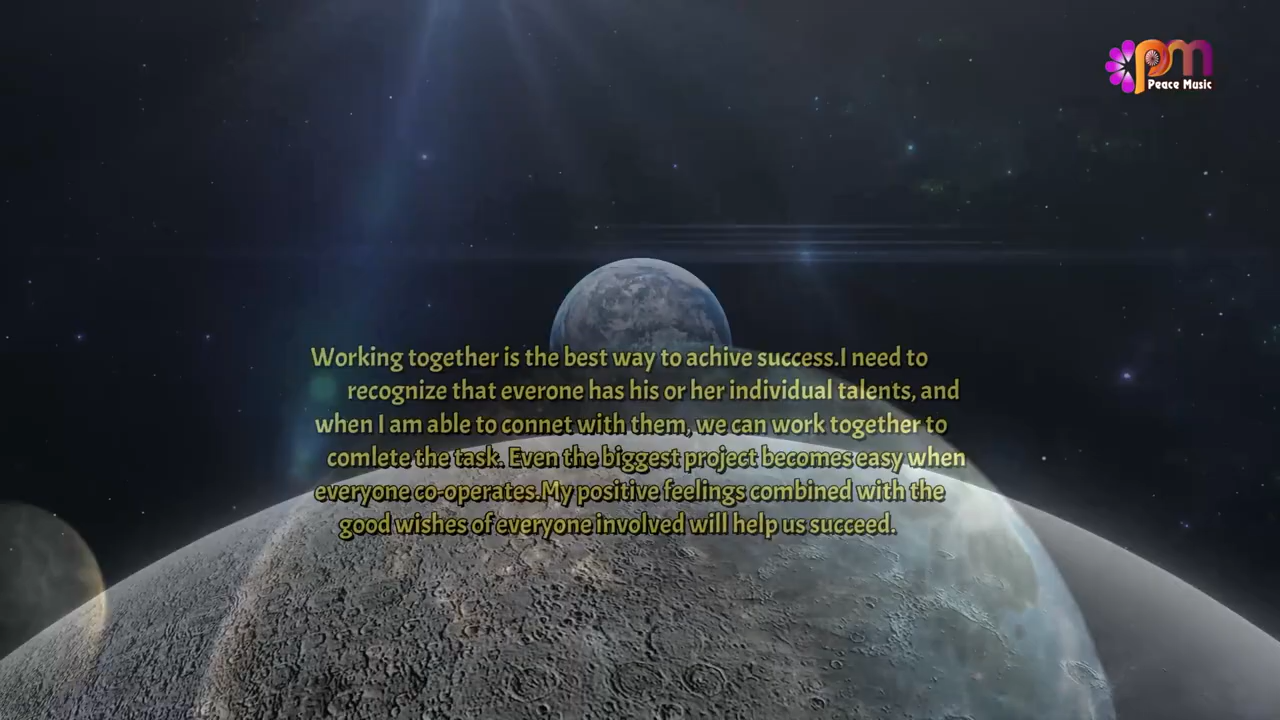 pm
Peace Music
Working together is the best way to achive success.I need to
recognize that everone has his or her individual talents, and
when I am able to connet with them, we can work together to
comlete the task. Even the biggest project becomes easy when
everyone co-operates.My positive feelings combined with the
good wishes of everyone involved will help us succeed.